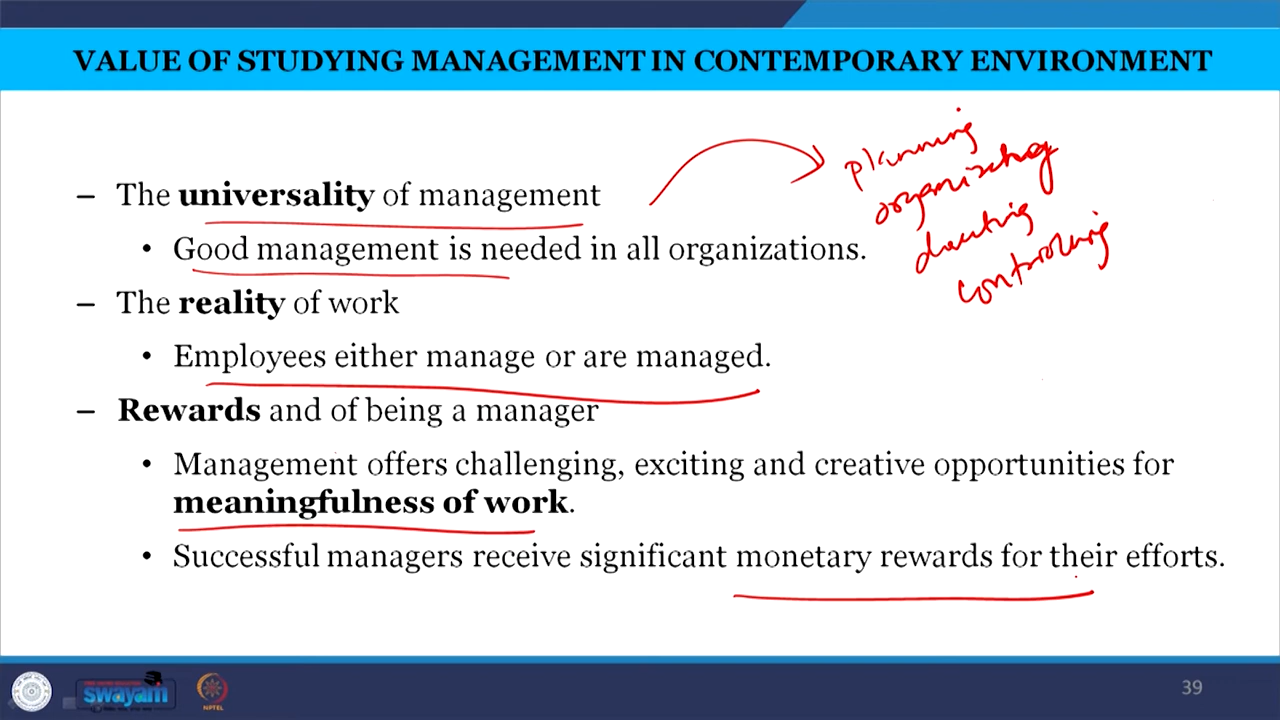 VALUE OF STUDYING MANAGEMENT IN CONTEMPORARY ENVIRONMENT
– The universality of management
• Good management is needed in all organizations.
– The reality of work
• Employees either manage or are managed.
– Rewards and of being a manager
• Management offers challenging, exciting and creative opportunities for
meaningfulness of work.
• Successful managers receive significant monetary rewards for their efforts.
planning
organizing
directing
controlling
swayam
NPTEL
39